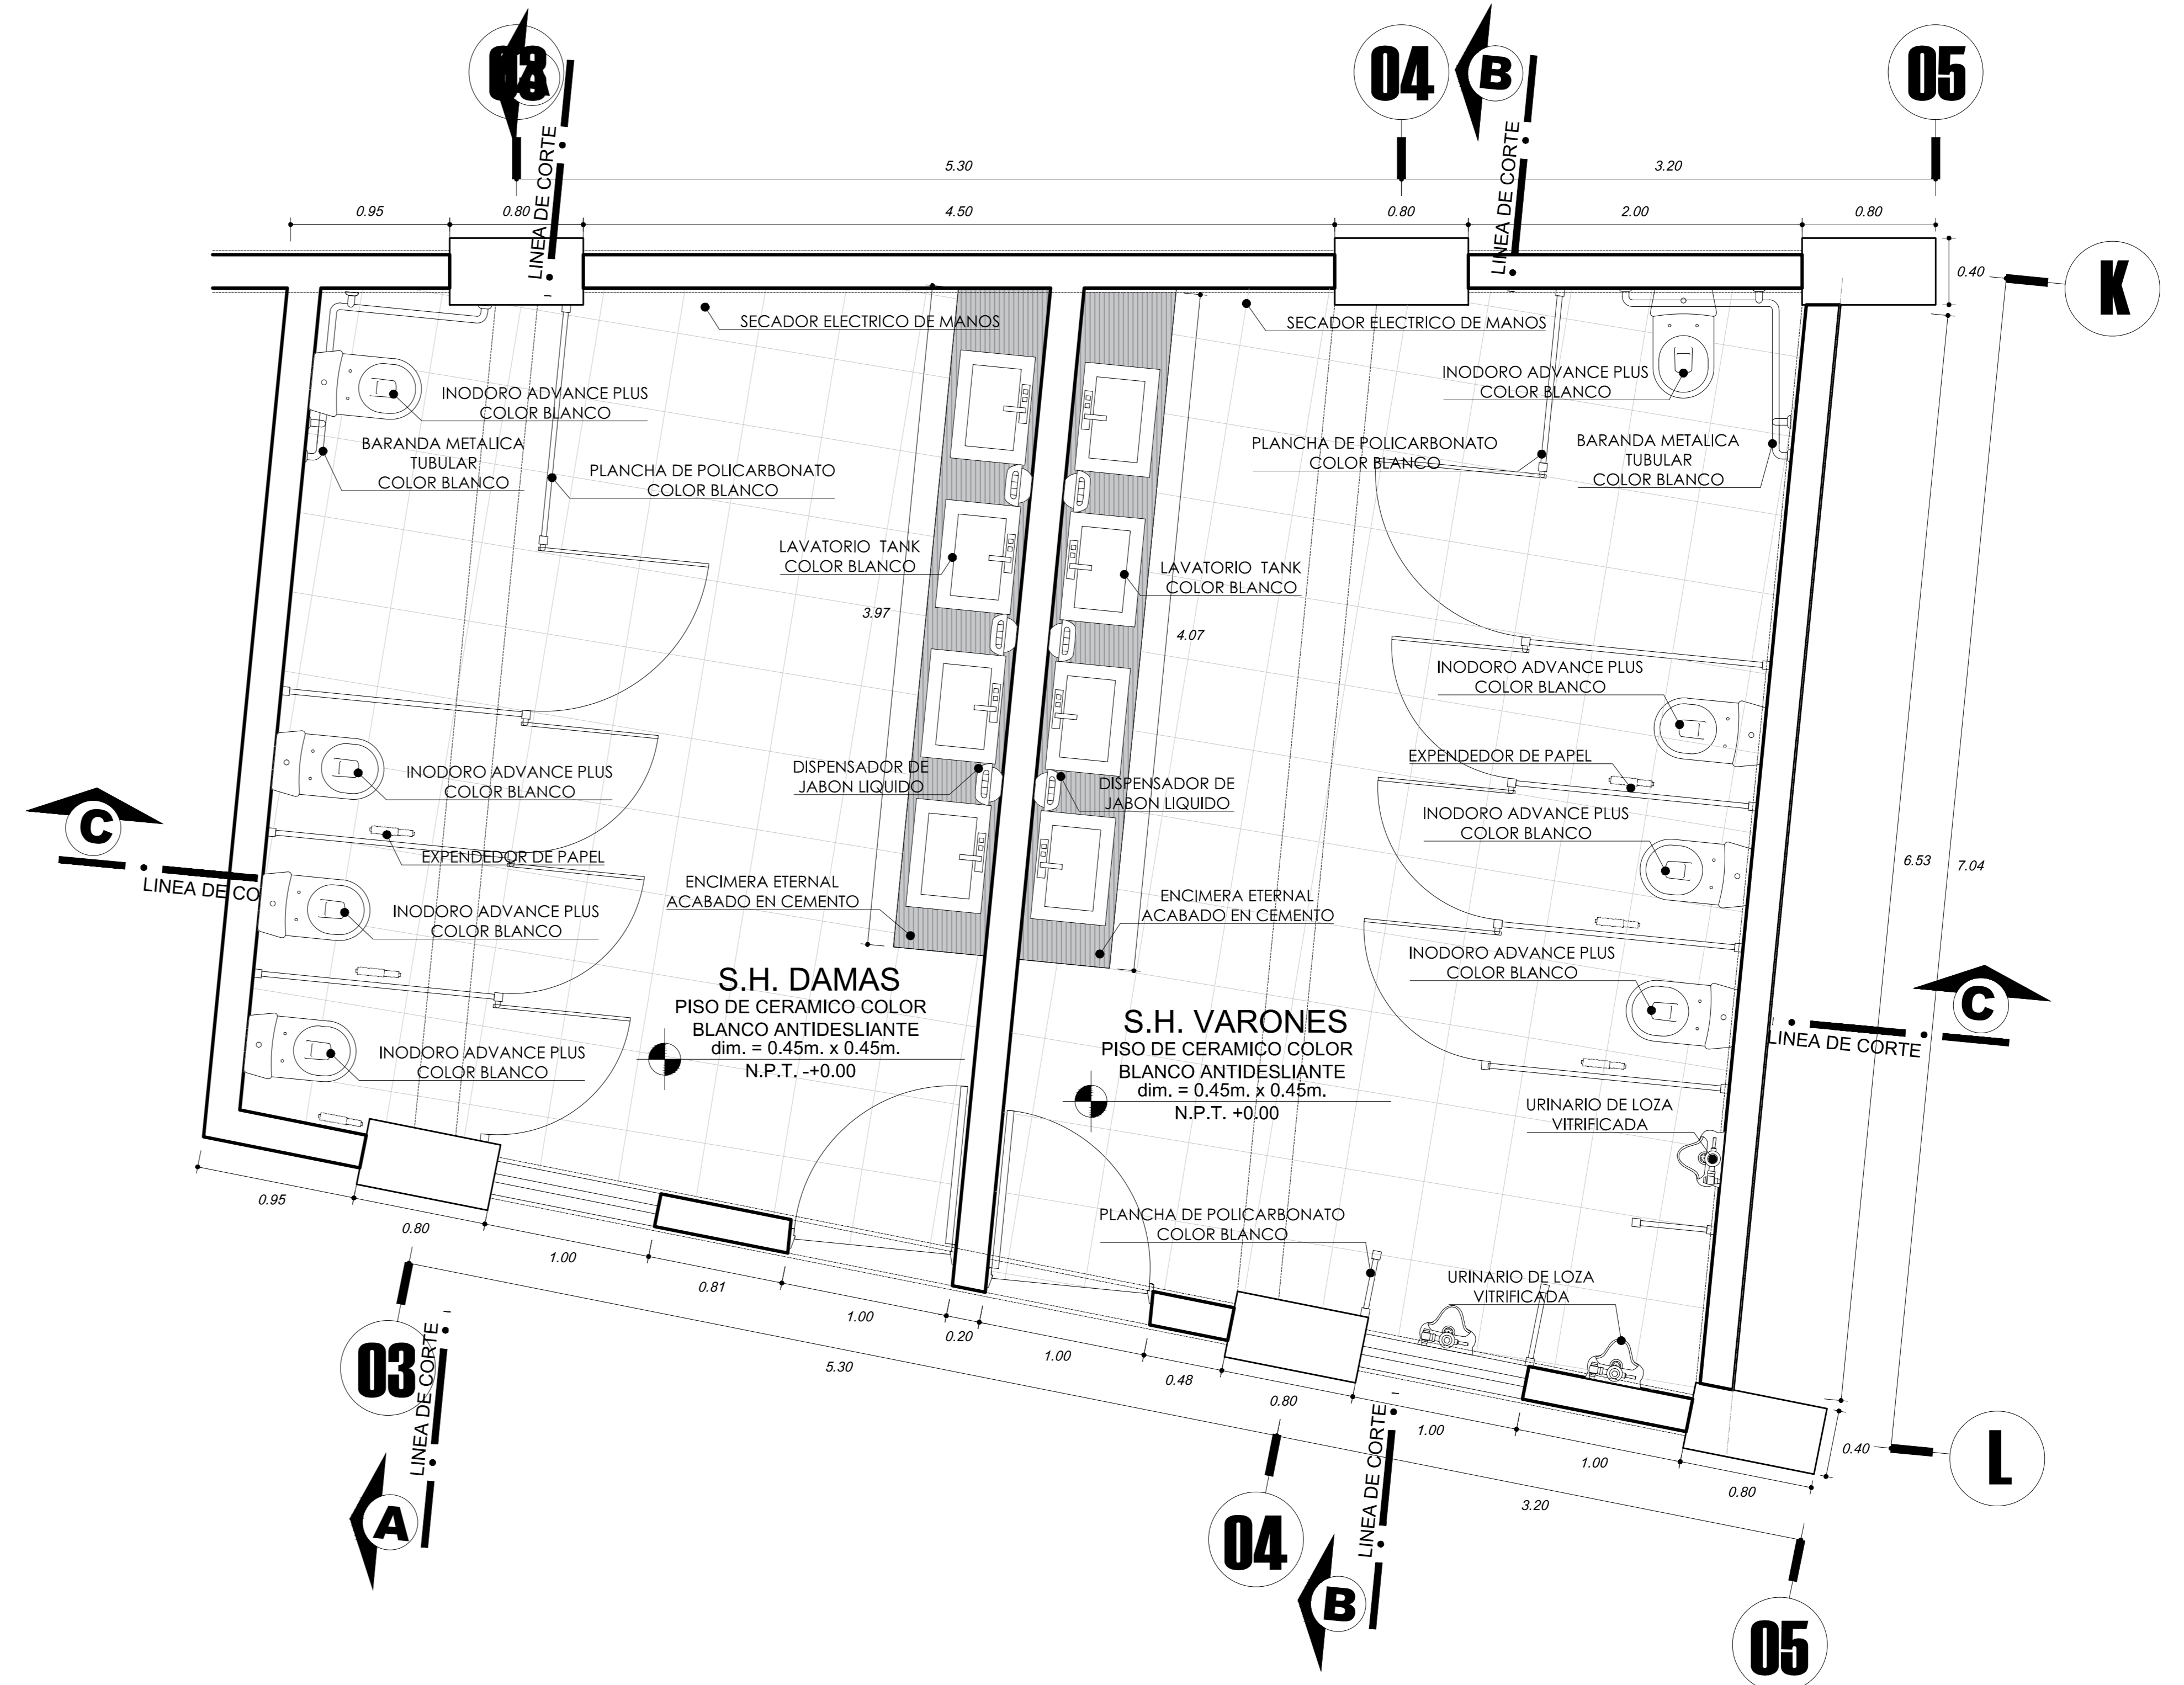 04
B
05
LINEA DE CORTE
LINEA DE CORTE
5.30
3.20
0.95
0.80
4.50
0.80
2.00
0.80
0.40
K
SECADOR ELECTRICO DE MANOS
SECADOR ELECTRICO DE MANOS
INODORO ADVANCE PLUS
COLOR BLANCO
INODORO ADVANCE PLUS
COLOR BLANCO
BARANDA METALICA
TUBULAR
COLOR BLANCO
PLANCHA DE POLICARBONATO
COLOR BLANCO
PLANCHA DE POLICARBONATO
COLOR BLANCO
BARANDA METALICA
TUBULAR
COLOR BLANCO
LAVATORIO TANK
COLOR BLANCO
LAVATORIO TANK
COLOR BLANCO
3.97
4.07
INODORO ADVANCE PLUS
COLOR BLANCO
INODORO ADVANCE PLUS
COLOR BLANCO
DISPENSADOR DE
JABON LIQUIDO
DISPENSADOR DE
JABON LIQUIDO
EXPENDEDOR DE PAPEL
C
LINEA DE CO
EXPENDEDOR DE PAPEL
INODORO ADVANCE PLUS
COLOR BLANCO
6.53
7.04
ENCIMERA ETERNAL
ACABADO EN CEMENTO
ENCIMERA ETERNAL
ACABADO EN CEMENTO
INODORO ADVANCE PLUS
COLOR BLANCO
INODORO ADVANCE PLUS
COLOR BLANCO
S.H. DAMAS
PISO DE CERAMICO COLOR
BLANCO ANTIDESLIANTE
dim. = 0.45m. x 0.45m.
N.P.T. -+0.00
S.H. VARONES
PISO DE CERAMICO COLOR
BLANCO ANTIDESLIANTE
dim. = 0.45m. x 0.45m.
N.P.T. +0.00
C
LINEA DE CORTE
INODORO ADVANCE PLUS
COLOR BLANCO
URINARIO DE LOZA
VITRIFICADA
PLANCHA DE POLICARBONATO
COLOR BLANCO
URINARIO DE LOZA
VITRIFICADA
0.95
0.80
1.00
0.81
1.00
0.20
1.00
0.48
0.80
1.00
1.00
0.80
0.40
5.30
3.20
03
LINEA DE CORTE
A
04
LINEA DE CORTE
B
L
05